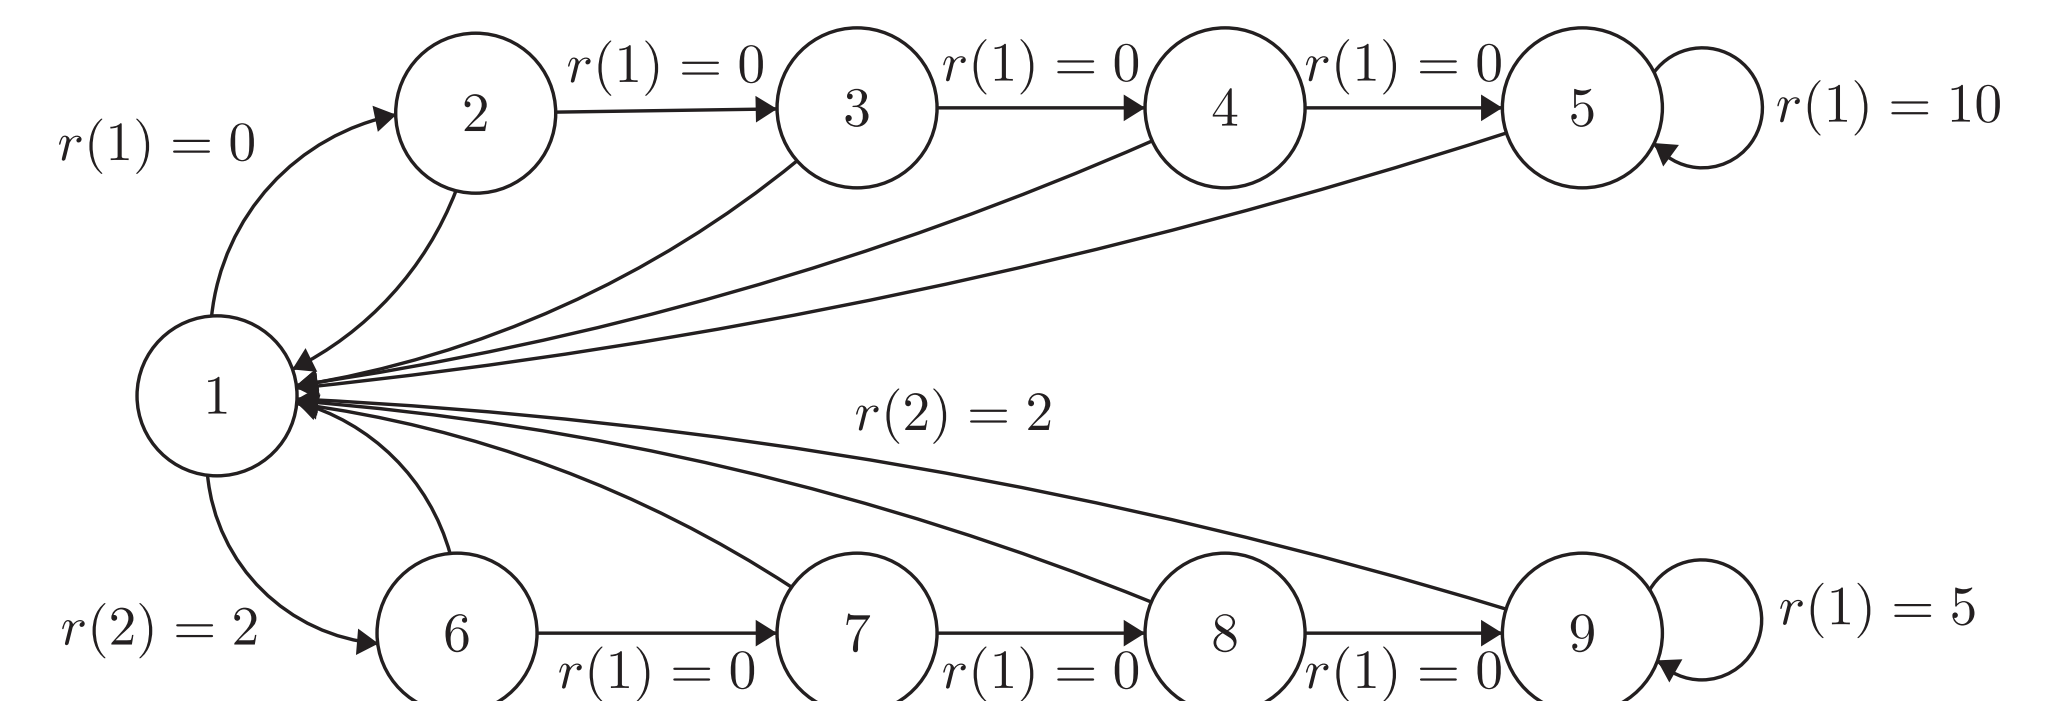 r(1) = 0 r(1) = 0 r(1) = 0
2 3 4 5
r(1) = 10
r(1) = 0
1
r(2) = 2
r(2) = 2
6 7 8 9
r(1) = 5
r(1) = 0 r(1) = 0 r(1) = 0